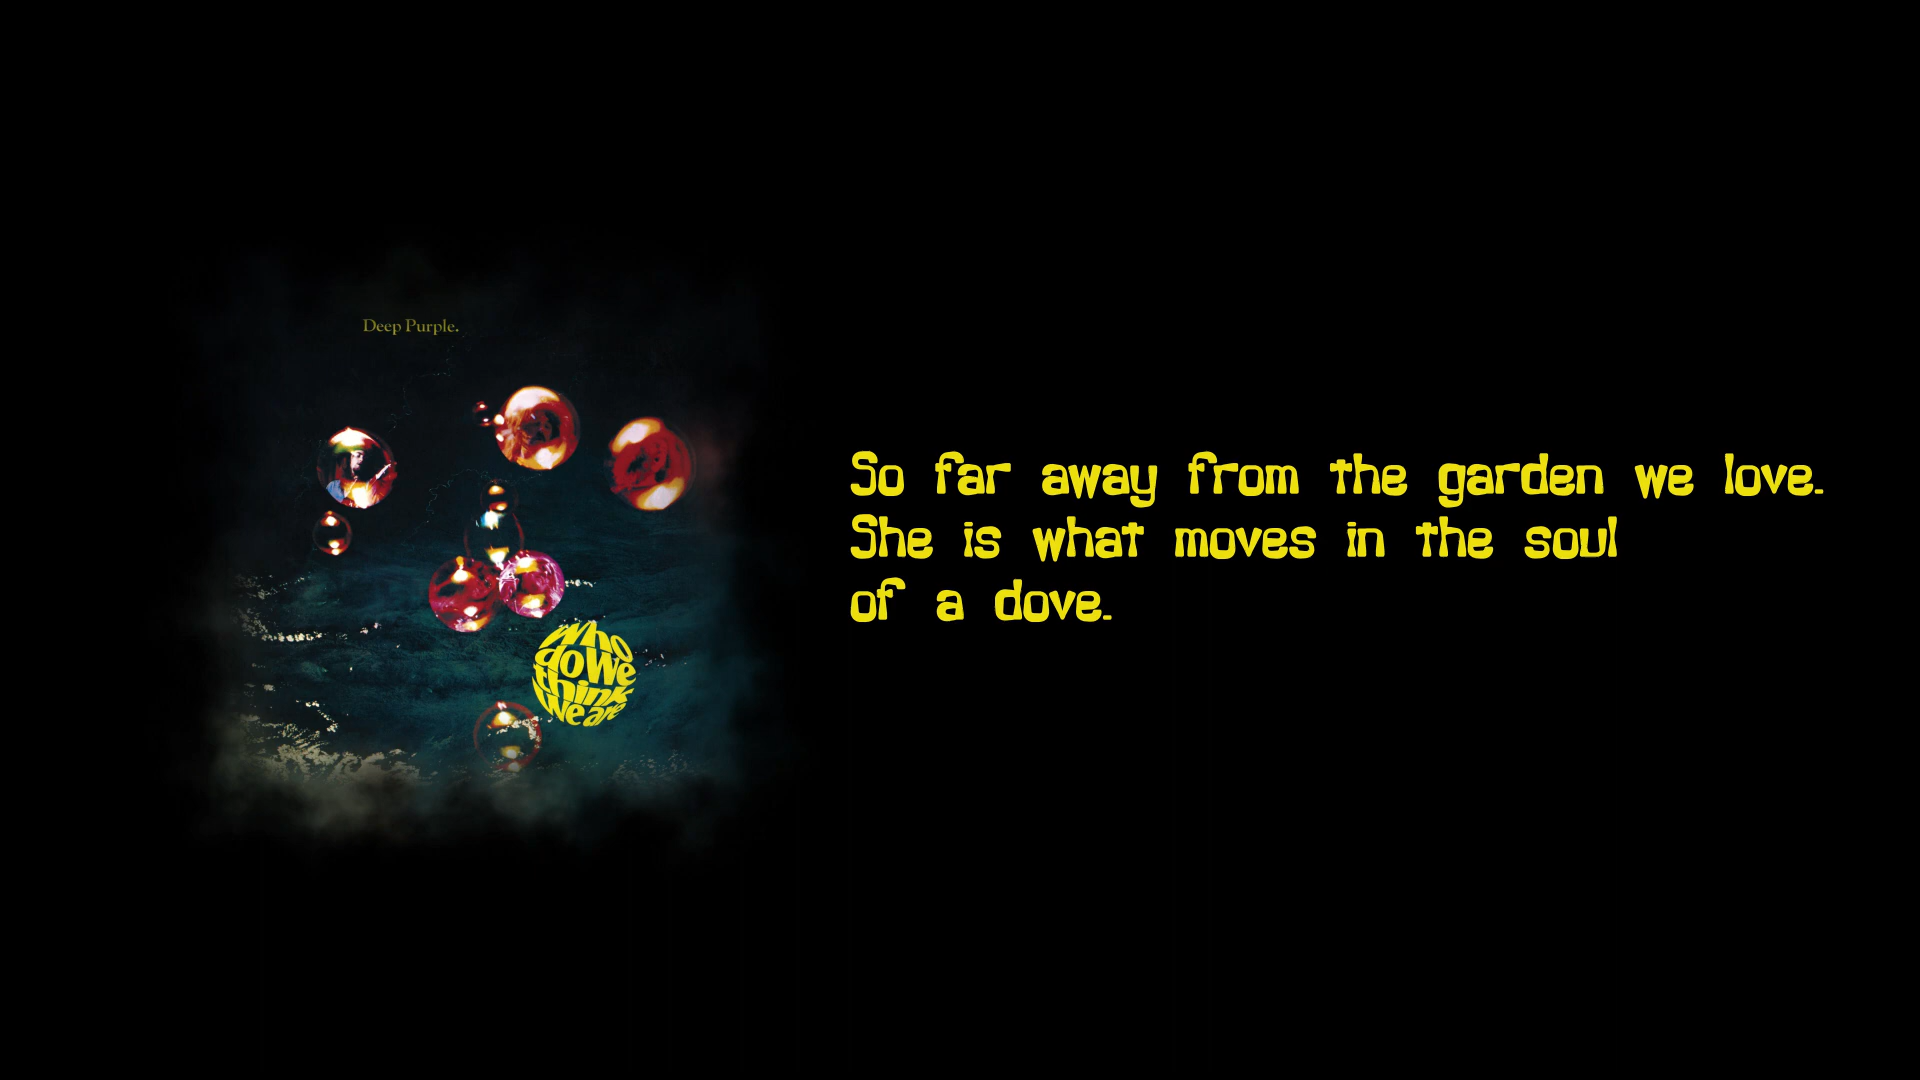 Deep Purple.
Who
do We
think
We are
So far away from the garden we love.
She is what moves in the soul
of a dove.